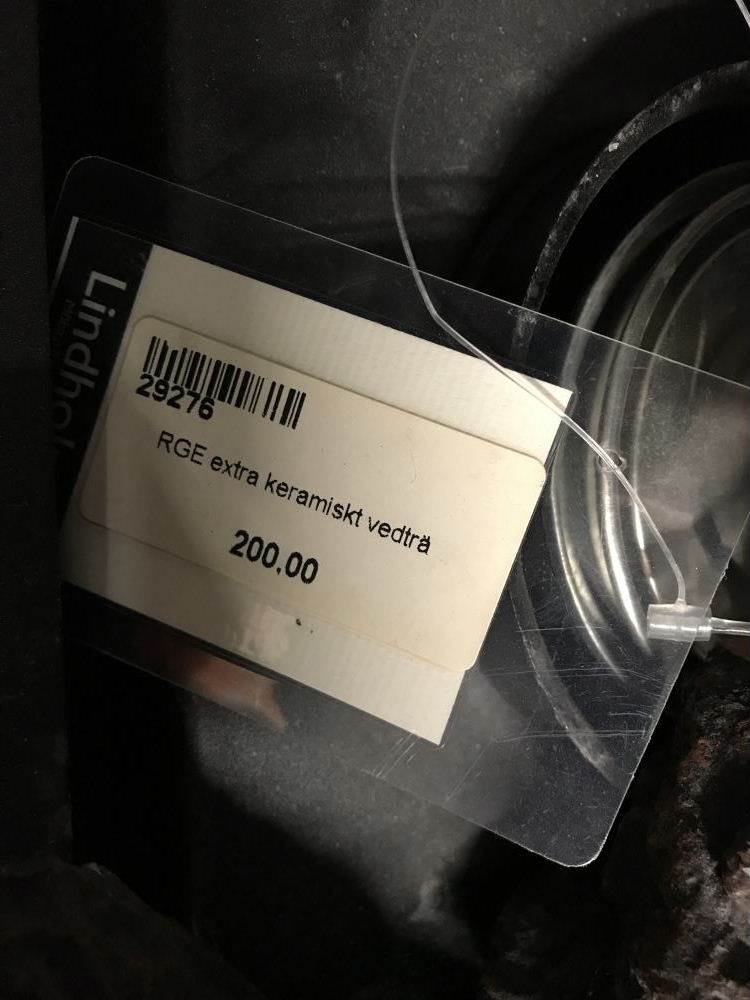 Lindhol
29276
RGE extra keramiskt vedträ
200,00